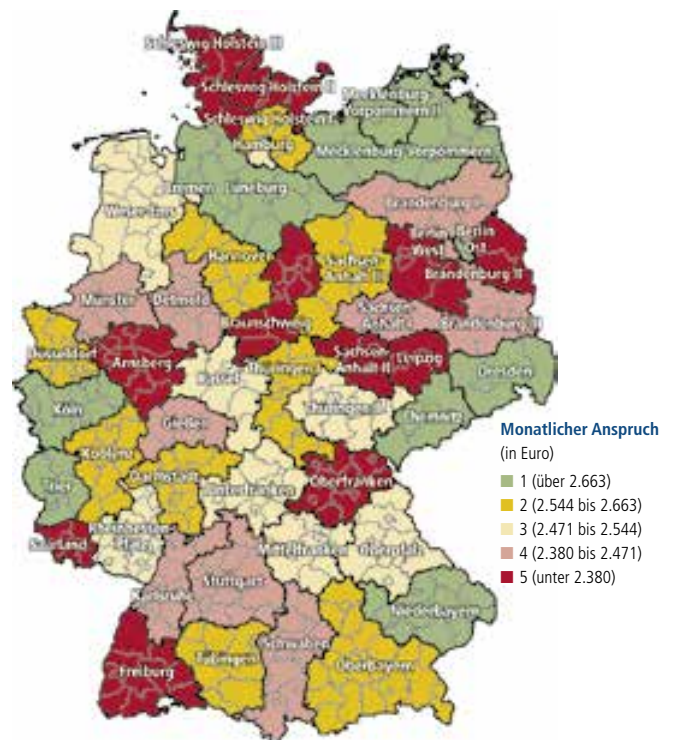 Schleswig Holstein III
Schleswig Holstein II
Schleswig Holstein I
Mecklenburg-
Vorpommern II
Hamburg
Mecklenburg-Vorpommern
Bremen
Lüneburg
Weser-Ems
Brandenburg I
Berlin
West
Berlin
Ost
Hannover
Sachsen-
Anhalt III
Brandenburg II
Münster
Detmold
Braunschweig
Sachsen-
Anhalt I
Brandenburg III
Düsseldorf
Arnsberg
Kassel
Thüringen I
Sachsen-
Anhalt II
Leipzig
Dresden
Köln
Gießen
Thüringen II
Chemnitz
Koblenz
Trier
Darmstadt
Unterfranken
Oberfranken
Saarland
Rheinhessen-
Pfalz
Mittelfranken
Oberpfalz
Karlsruhe
Stuttgart
Niederbayern
Freiburg
Tübingen
Schwaben
Oberbayern
Monatlicher Anspruch
(in Euro)
1 (über 2.663)
2 (2.544 bis 2.663)
3 (2.471 bis 2.544)
4 (2.380 bis 2.471)
5 (unter 2.380)